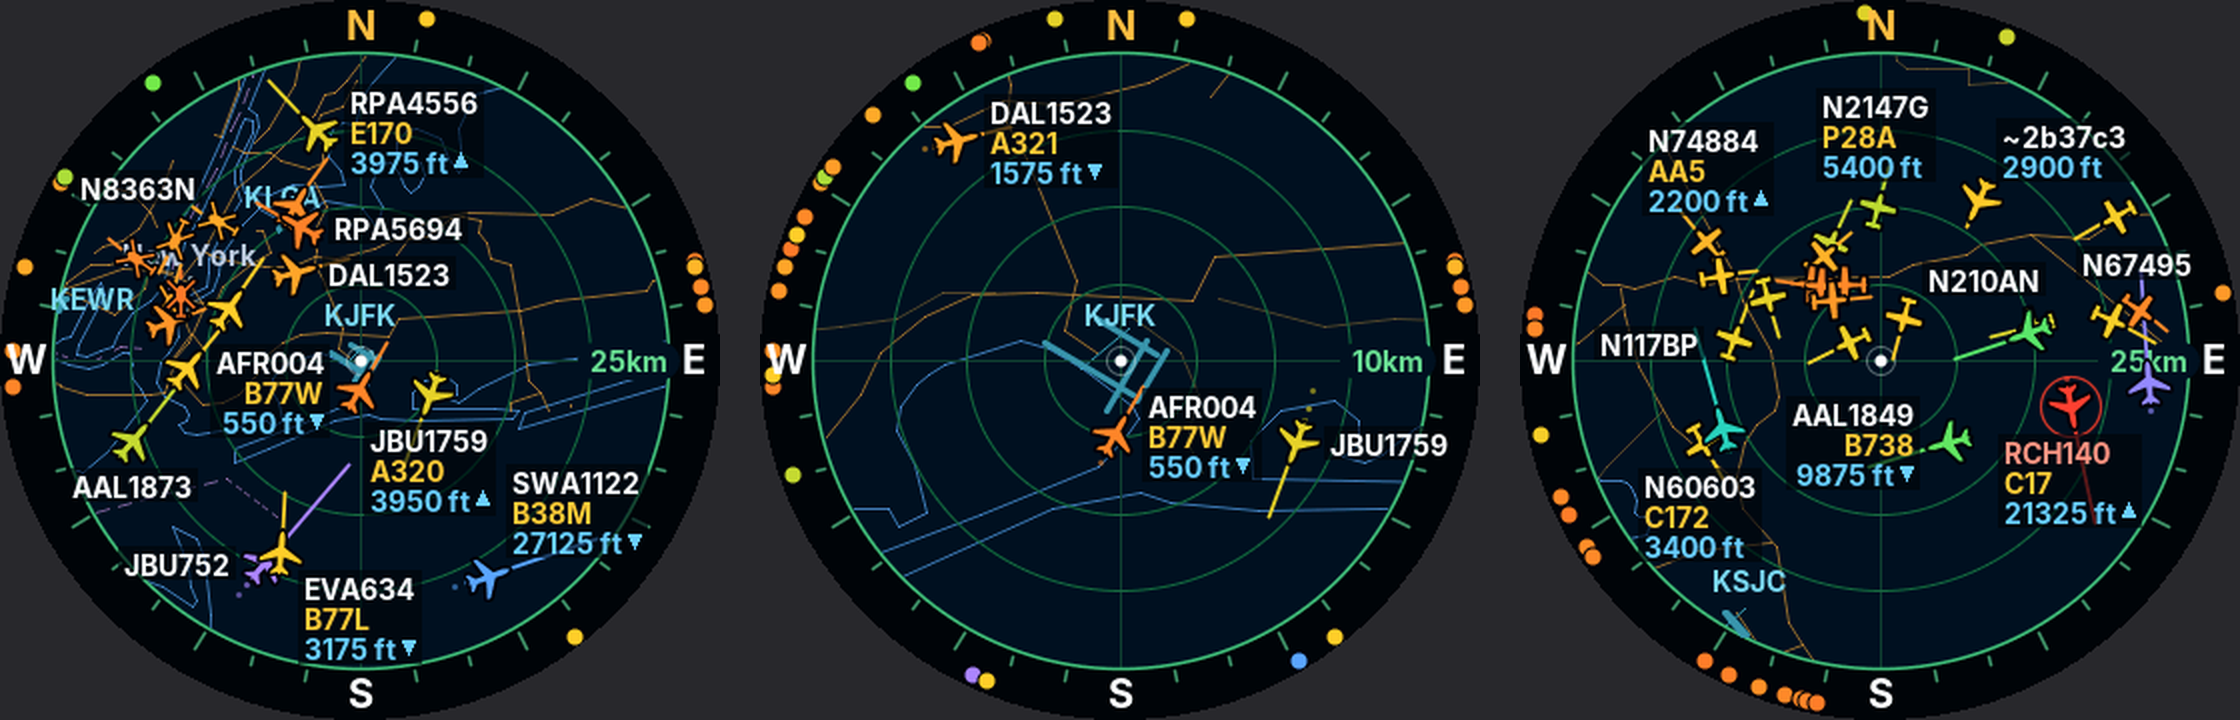 N
RPA4556
E170
3975 ft▲
N8363N
KLGA
RPA5694
New York
DAL1523
KEWR
KJFK
W
25km
E
AFR004
B77W
550 ft▼
JBU1759
A320
3950 ft▲
AAL1873
SWA1122
B38M
27125 ft▼
JBU752
EVA634
B77L
3175 ft▼
S
N
DAL1523
A321
1575 ft▼
KJFK
W
10km
E
AFR004
B77W
550 ft▼
JBU1759
S
N
N2147G
P28A
5400 ft
N74884
AA5
2200 ft▲
~2b37c3
2900 ft
N67495
N210AN
N117BP
W
25km
E
AAL1849
B738
9875 ft▼
RCH140
C17
21325 ft▲
N60603
C172
3400 ft
KSJC
S